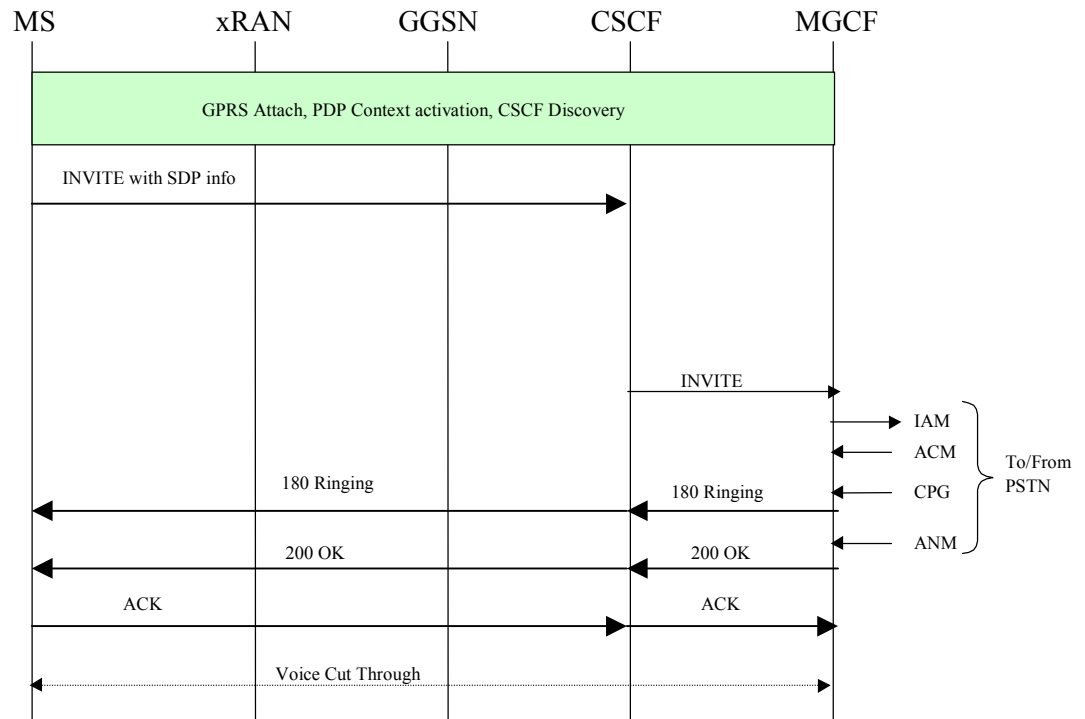 MS xRAN GGSN CSCF MGCF
GPRS Attach, PDP Context activation, CSCF Discovery
INVITE with SDP info
INVITE
IAM
ACM
To/From
PSTN
180 Ringing
180 Ringing
CPG
200 OK
200 OK
ANM
ACK
ACK
Voice Cut Through